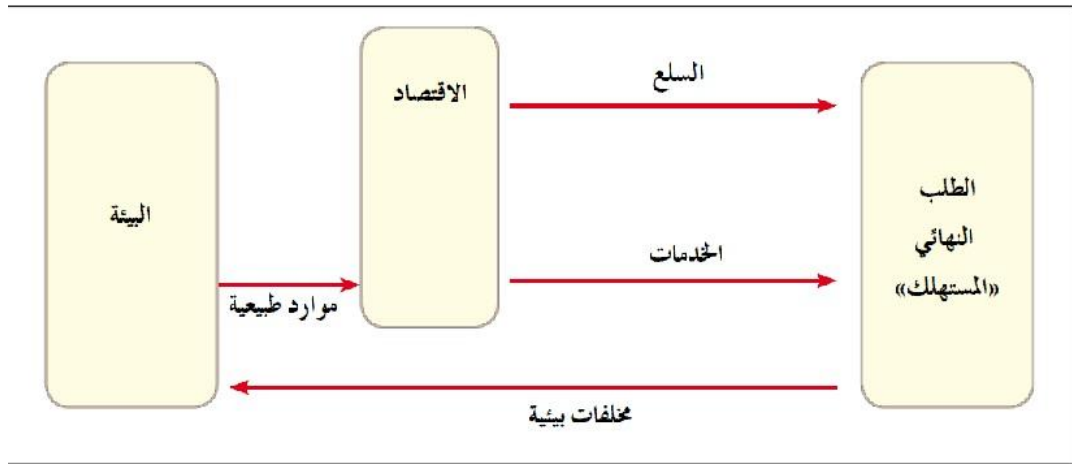 السلع
الاقتصاد
الطلب
النهائي
«المستهلك»
البيئة
الخدمات
موارد طبيعية
مخلفات بيئية